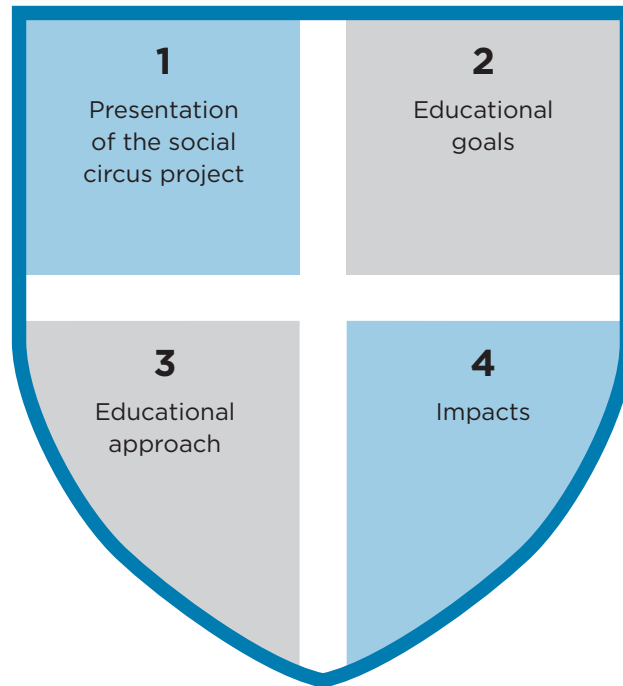 1
Presentation
of the social
circus project
2
Educational
goals
3
Educational
approach
4
Impacts